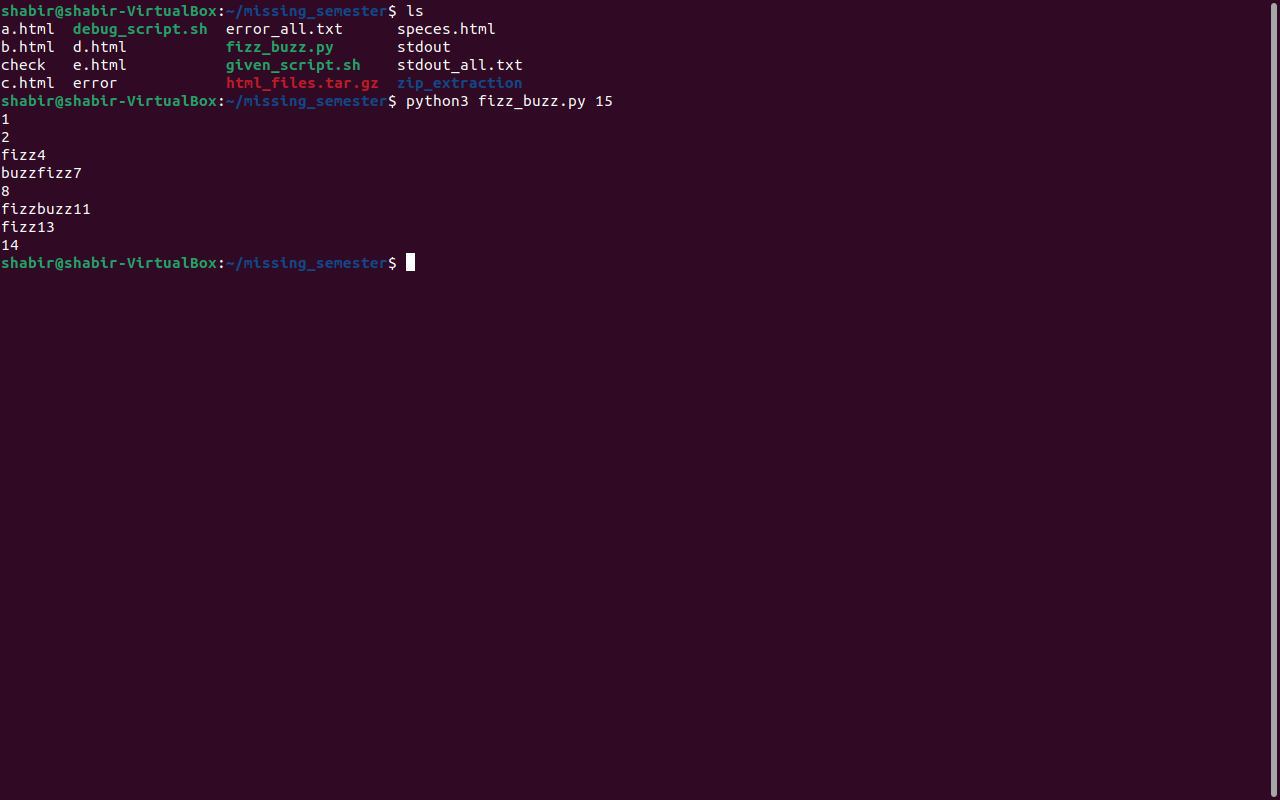 shabir@shabir-VirtualBox:~/missing_semester$ ls
a.html  debug_script.sh  error_all.txt      speces.html
b.html  d.html           fizz_buzz.py       stdout
check   e.html           given_script.sh    stdout_all.txt
c.html  error            html_files.tar.gz  zip_extraction
shabir@shabir-VirtualBox:~/missing_semester$ python3 fizz_buzz.py 15
1
2
fizz4
buzzfizz7
8
fizzbuzz11
fizz13
14
shabir@shabir-VirtualBox:~/missing_semester$